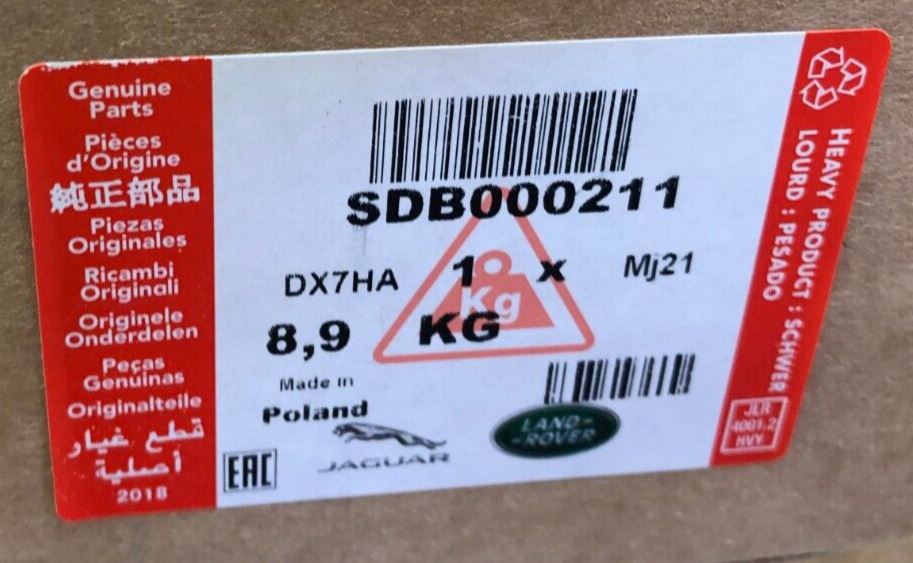 Genuine
Parts
Pièces
d'Origine
純正部品
Piezas
Originales
Ricambi
Originali
Originele
Onderdelen
Peças
Genuinas
Originalteile
قطع غيار
أصلية
2018
SDB000211
DX7HA 1 x Mj21
Kg
8,9 KG
Made in
Poland
EAC
JAGUAR
LAND-
-ROVER
HEAVY PRODUCT : SCHWER
LOURD : PESADO
JLR
4001.2
HVY